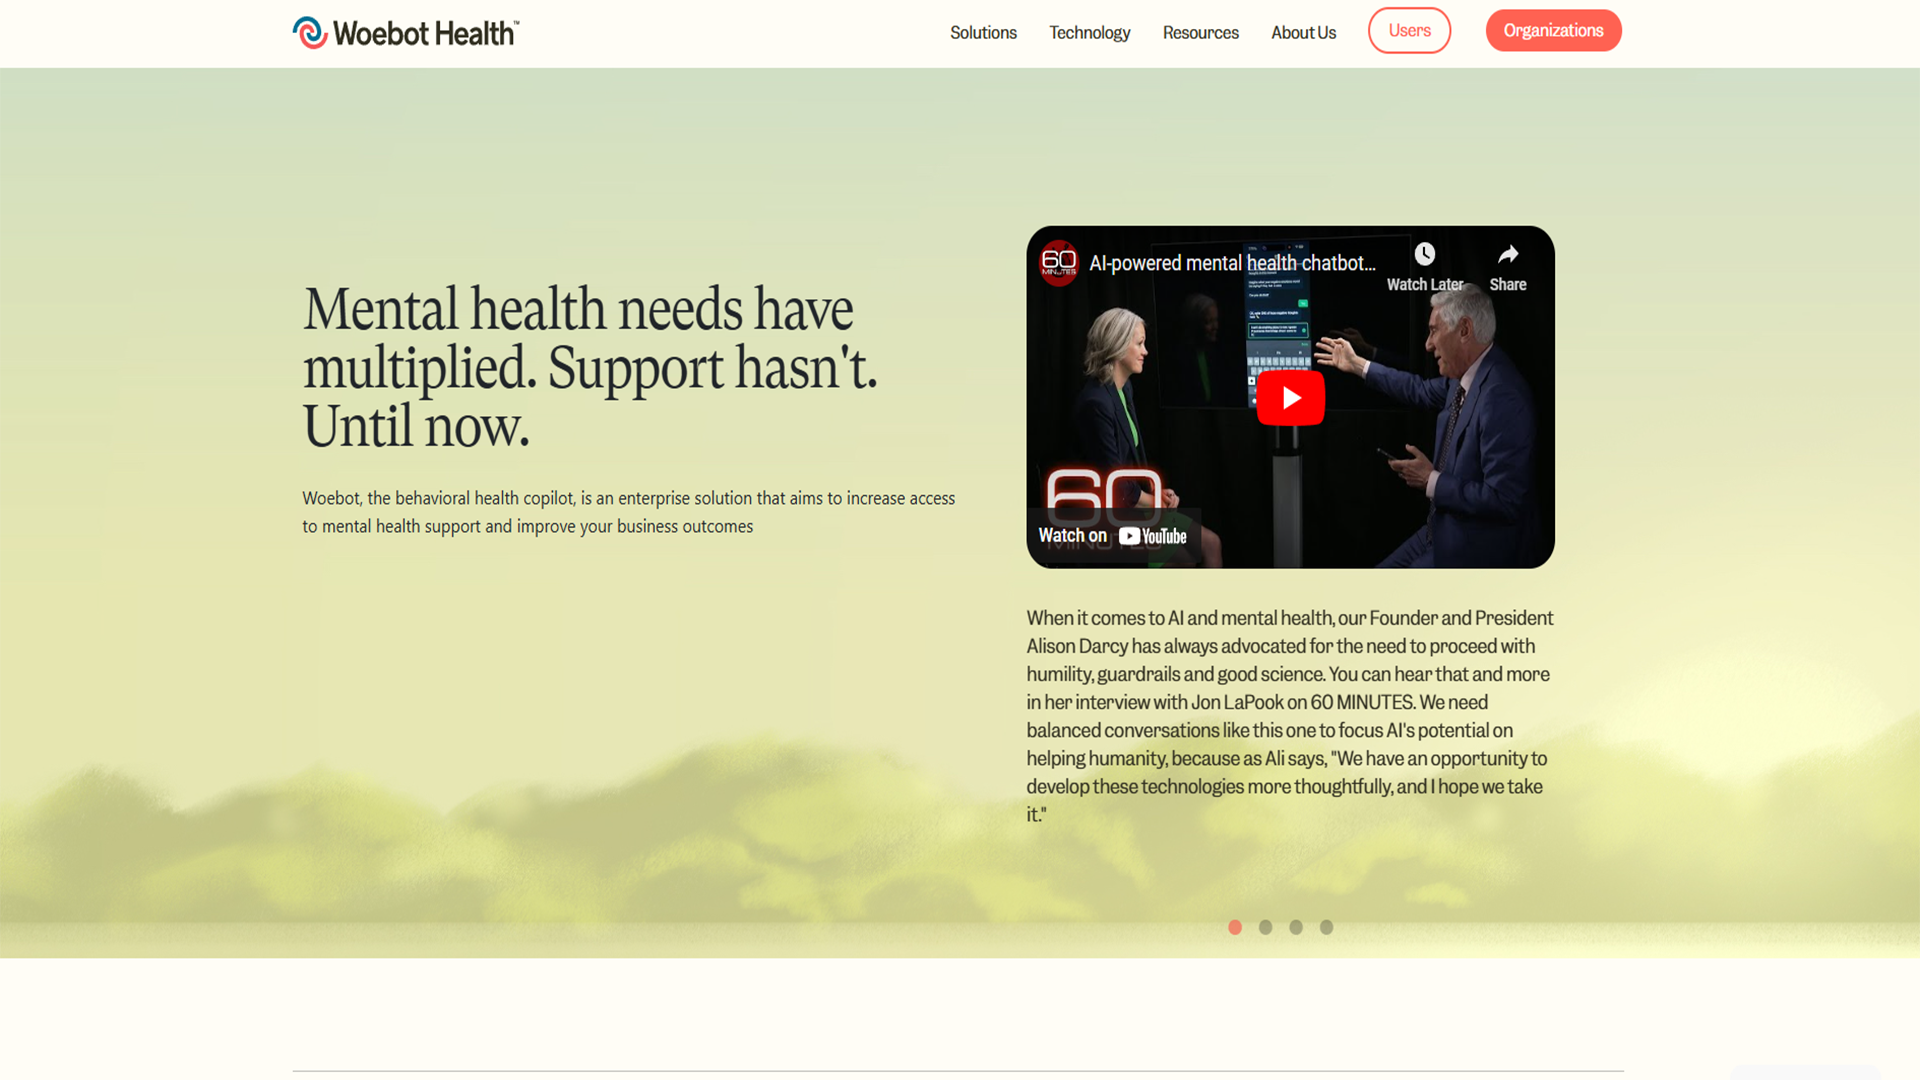 Woebot Health™
Solutions
Technology
Resources
About Us
Users
Organizations
Mental health needs have
multiplied. Support hasn't.
Until now.
Woebot, the behavioral health copilot, is an enterprise solution that aims to increase access
to mental health support and improve your business outcomes
60
MINUTES
AI-powered mental health chatbot...
Watch Later
Share
60
MINUTES
Watch on YouTube
When it comes to AI and mental health, our Founder and President
Alison Darcy has always advocated for the need to proceed with
humility, guardrails and good science. You can hear that and more
in her interview with Jon LaPook on 60 MINUTES. We need
balanced conversations like this one to focus AI's potential on
helping humanity, because as Ali says, "We have an opportunity to
develop these technologies more thoughtfully, and I hope we take
it."